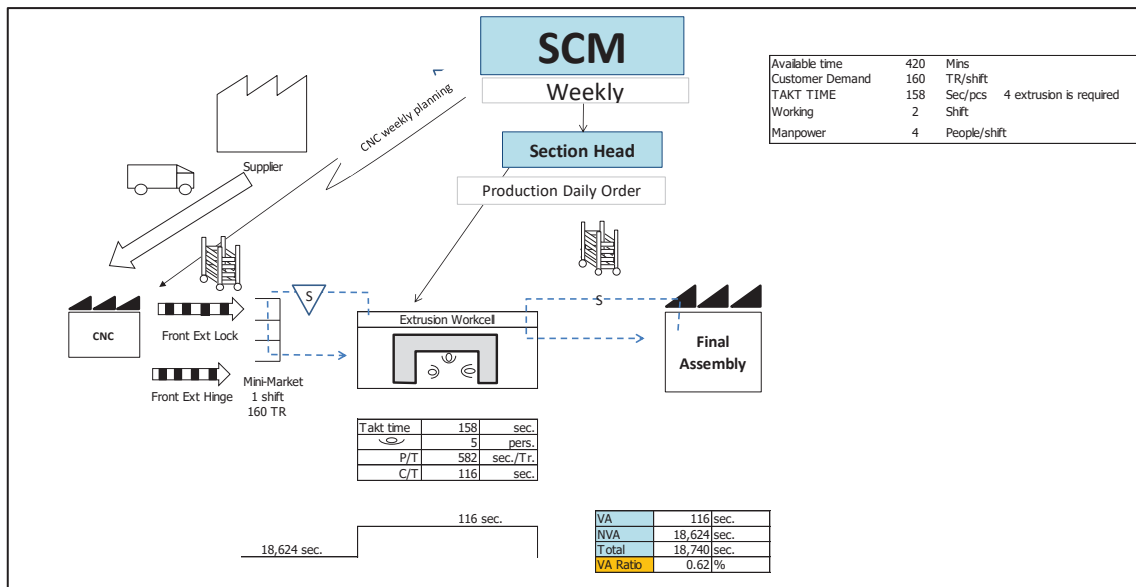 SCM
Weekly
Available time 420 Mins
Customer Demand 160 TR/shift
TAKT TIME 158 Sec/pcs 4 extrusion is required
Working 2 Shift
Manpower 4 People/shift
CNC weekly planning
Section Head
Supplier
Production Daily Order
S
S
Extrusion Workcell
CNC
Front Ext Lock
Final
Assembly
Front Ext Hinge
Mini-Market
1 shift
160 TR
Takt time 158 sec.
5 pers.
P/T 582 sec./Tr.
C/T 116 sec.
116 sec.
18,624 sec.
VA 116 sec.
NVA 18,624 sec.
Total 18,740 sec.
VA Ratio 0.62 %